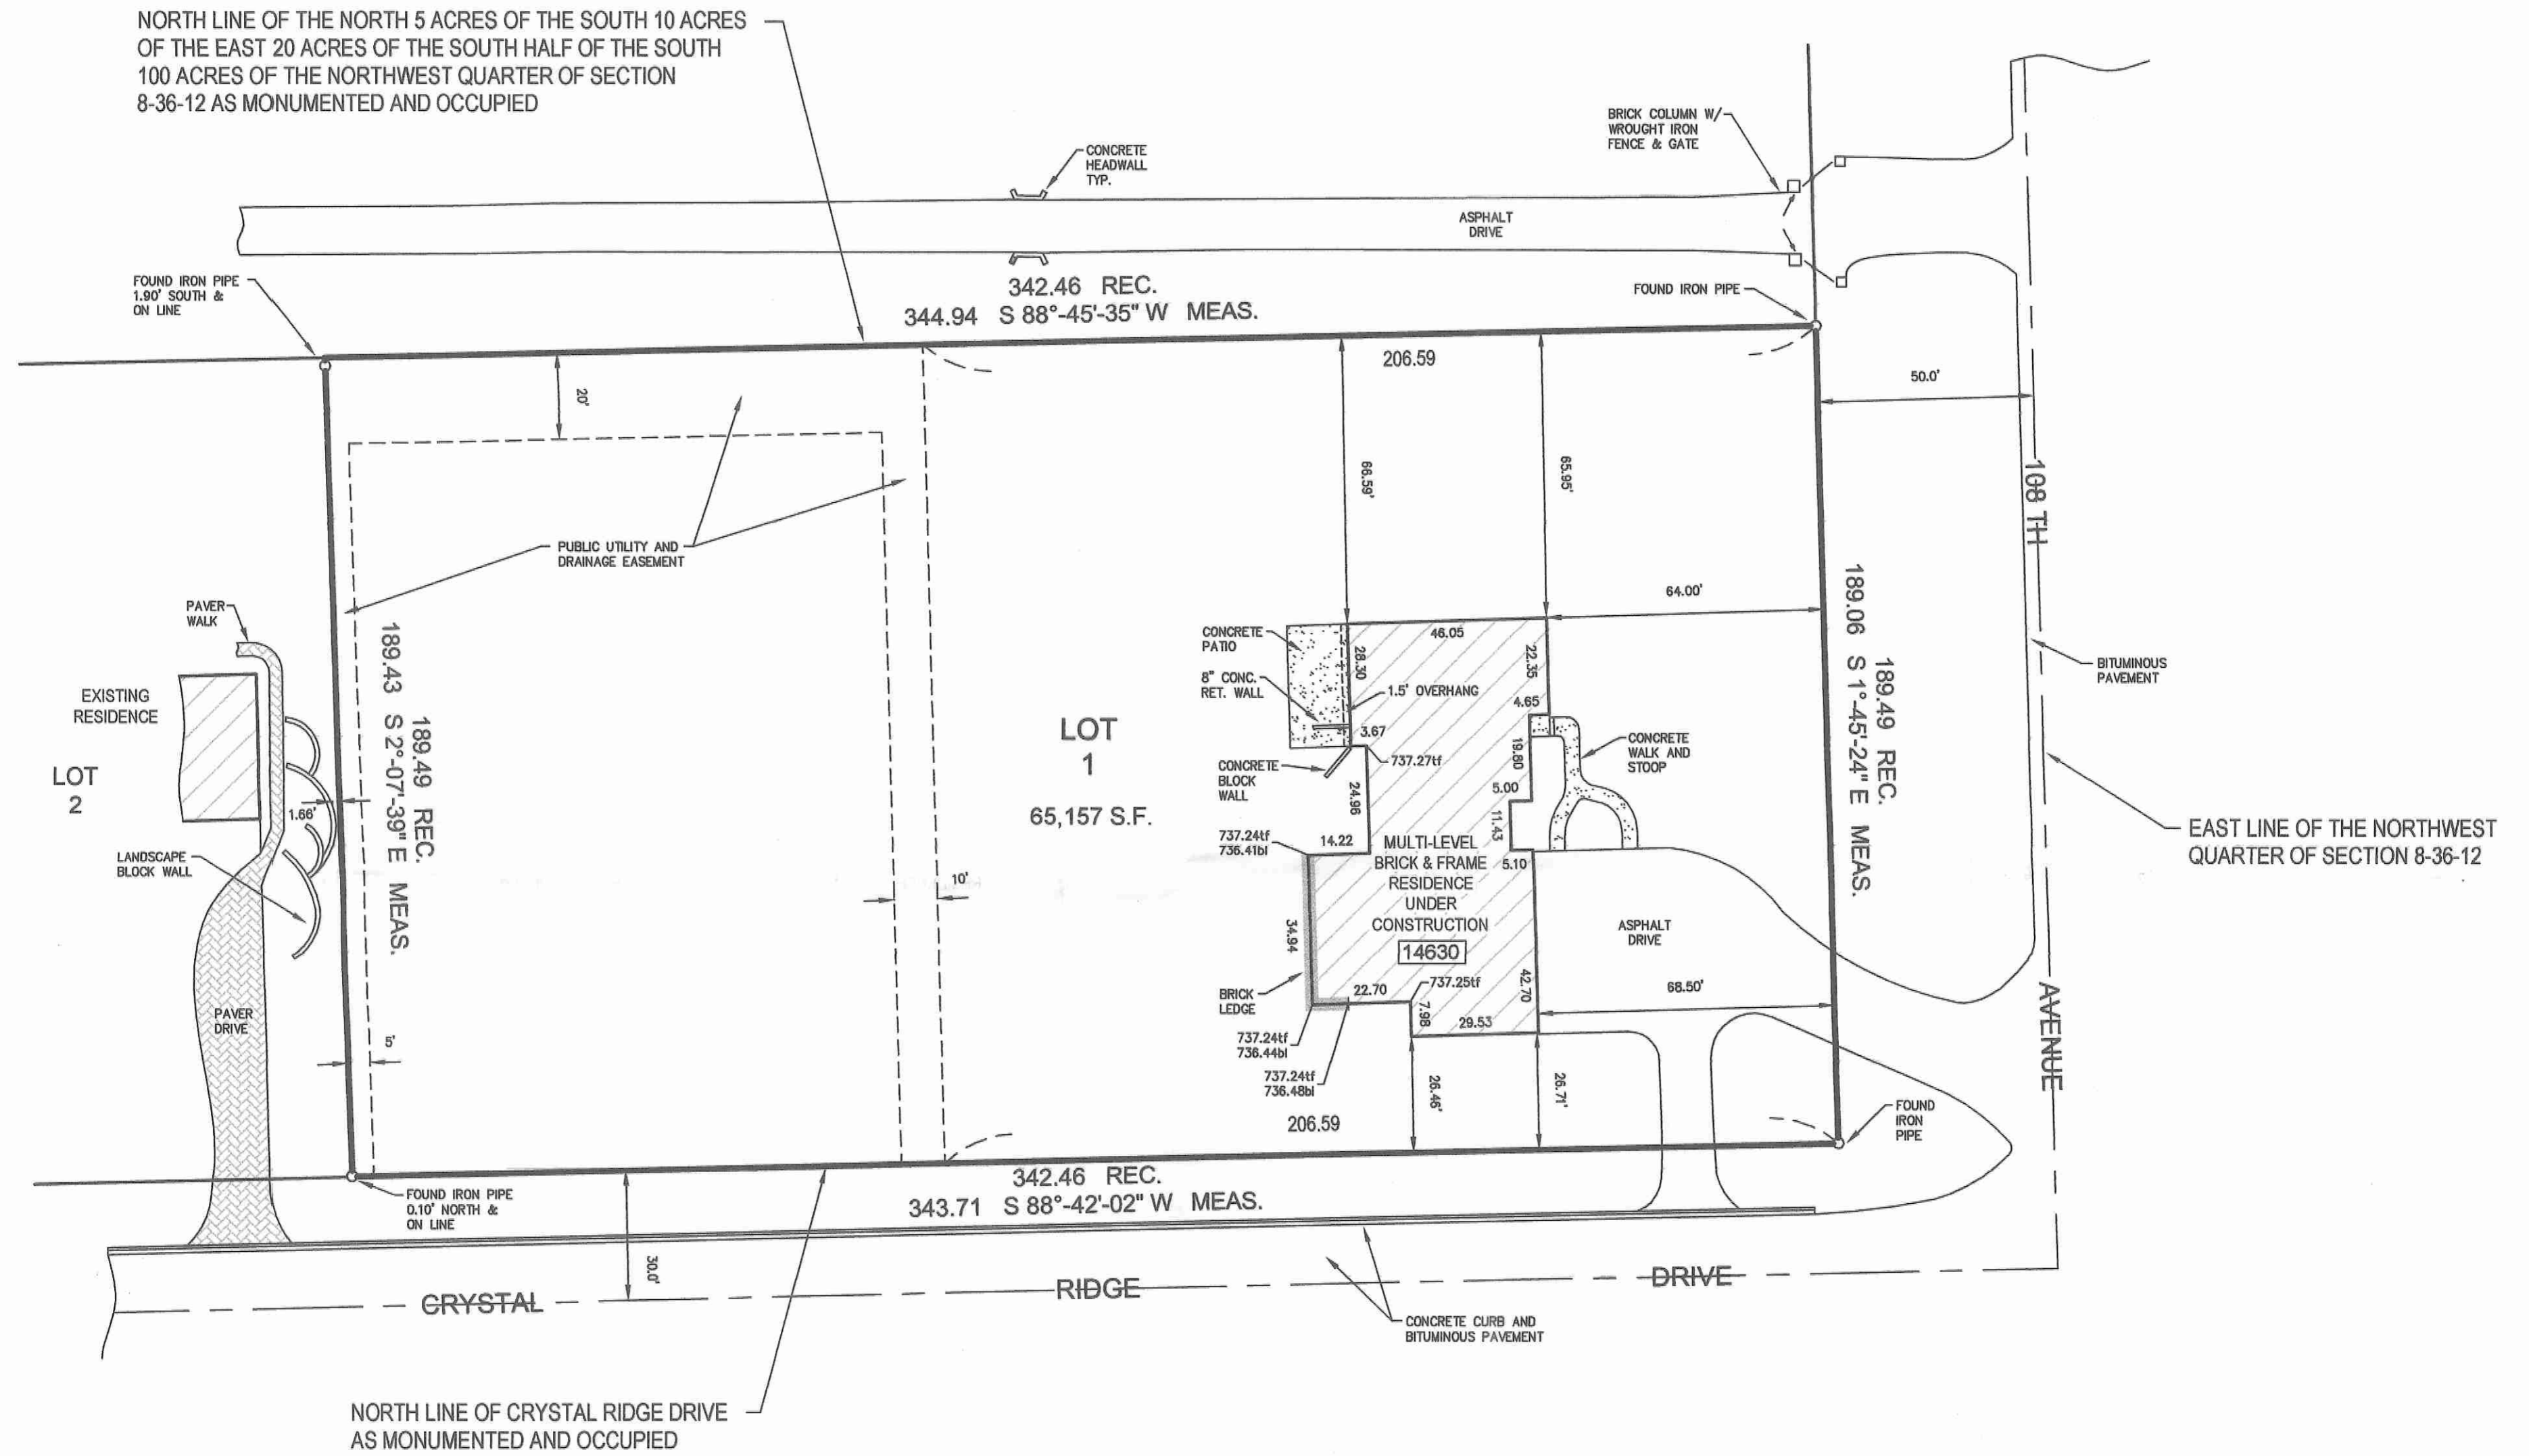 NORTH LINE OF THE NORTH 5 ACRES OF THE SOUTH 10 ACRES
OF THE EAST 20 ACRES OF THE SOUTH HALF OF THE SOUTH
100 ACRES OF THE NORTHWEST QUARTER OF SECTION
8-36-12 AS MONUMENTED AND OCCUPIED
BRICK COLUMN W/
WROUGHT IRON
FENCE & GATE
CONCRETE
HEADWALL
TYP.
ASPHALT
DRIVE
FOUND IRON PIPE
1.90' SOUTH &
ON LINE
342.46 REC.
344.94 S 88°-45'-35" W MEAS.
FOUND IRON PIPE
206.59
50.0'
20'
66.59'
65.95'
108 TH
AVENUE
PUBLIC UTILITY AND
DRAINAGE EASEMENT
64.00'
189.49 REC.
189.06 S 1°-45'-24" E MEAS.
PAVER
WALK
189.49 REC.
189.43 S 2°-07'-39" E MEAS.
CONCRETE
PATIO
46.05
28.30
22.35
8" CONC.
RET. WALL
1.5' OVERHANG
4.65
BITUMINOUS
PAVEMENT
EXISTING
RESIDENCE
LOT
1
65,157 S.F.
3.67
737.27tf
19.80
CONCRETE
WALK AND
STOOP
CONCRETE
BLOCK
WALL
24.96
5.00
11.43
LOT
2
1.66'
LANDSCAPE
BLOCK WALL
737.24tf
736.41bl
14.22
MULTI-LEVEL
BRICK & FRAME
RESIDENCE
UNDER
CONSTRUCTION
14630
5.10
EAST LINE OF THE NORTHWEST
QUARTER OF SECTION 8-36-12
10'
34.94
ASPHALT
DRIVE
BRICK
LEDGE
22.70
737.25tf
42.70
68.50'
PAVER
DRIVE
7.98
29.53
737.24tf
736.44bl
5'
737.24tf
736.48bl
26.46'
26.71'
FOUND
IRON
PIPE
206.59
342.46 REC.
343.71 S 88°-42'-02" W MEAS.
FOUND IRON PIPE
0.10' NORTH &
ON LINE
30.0'
CRYSTAL RIDGE DRIVE
CONCRETE CURB AND
BITUMINOUS PAVEMENT
NORTH LINE OF CRYSTAL RIDGE DRIVE
AS MONUMENTED AND OCCUPIED